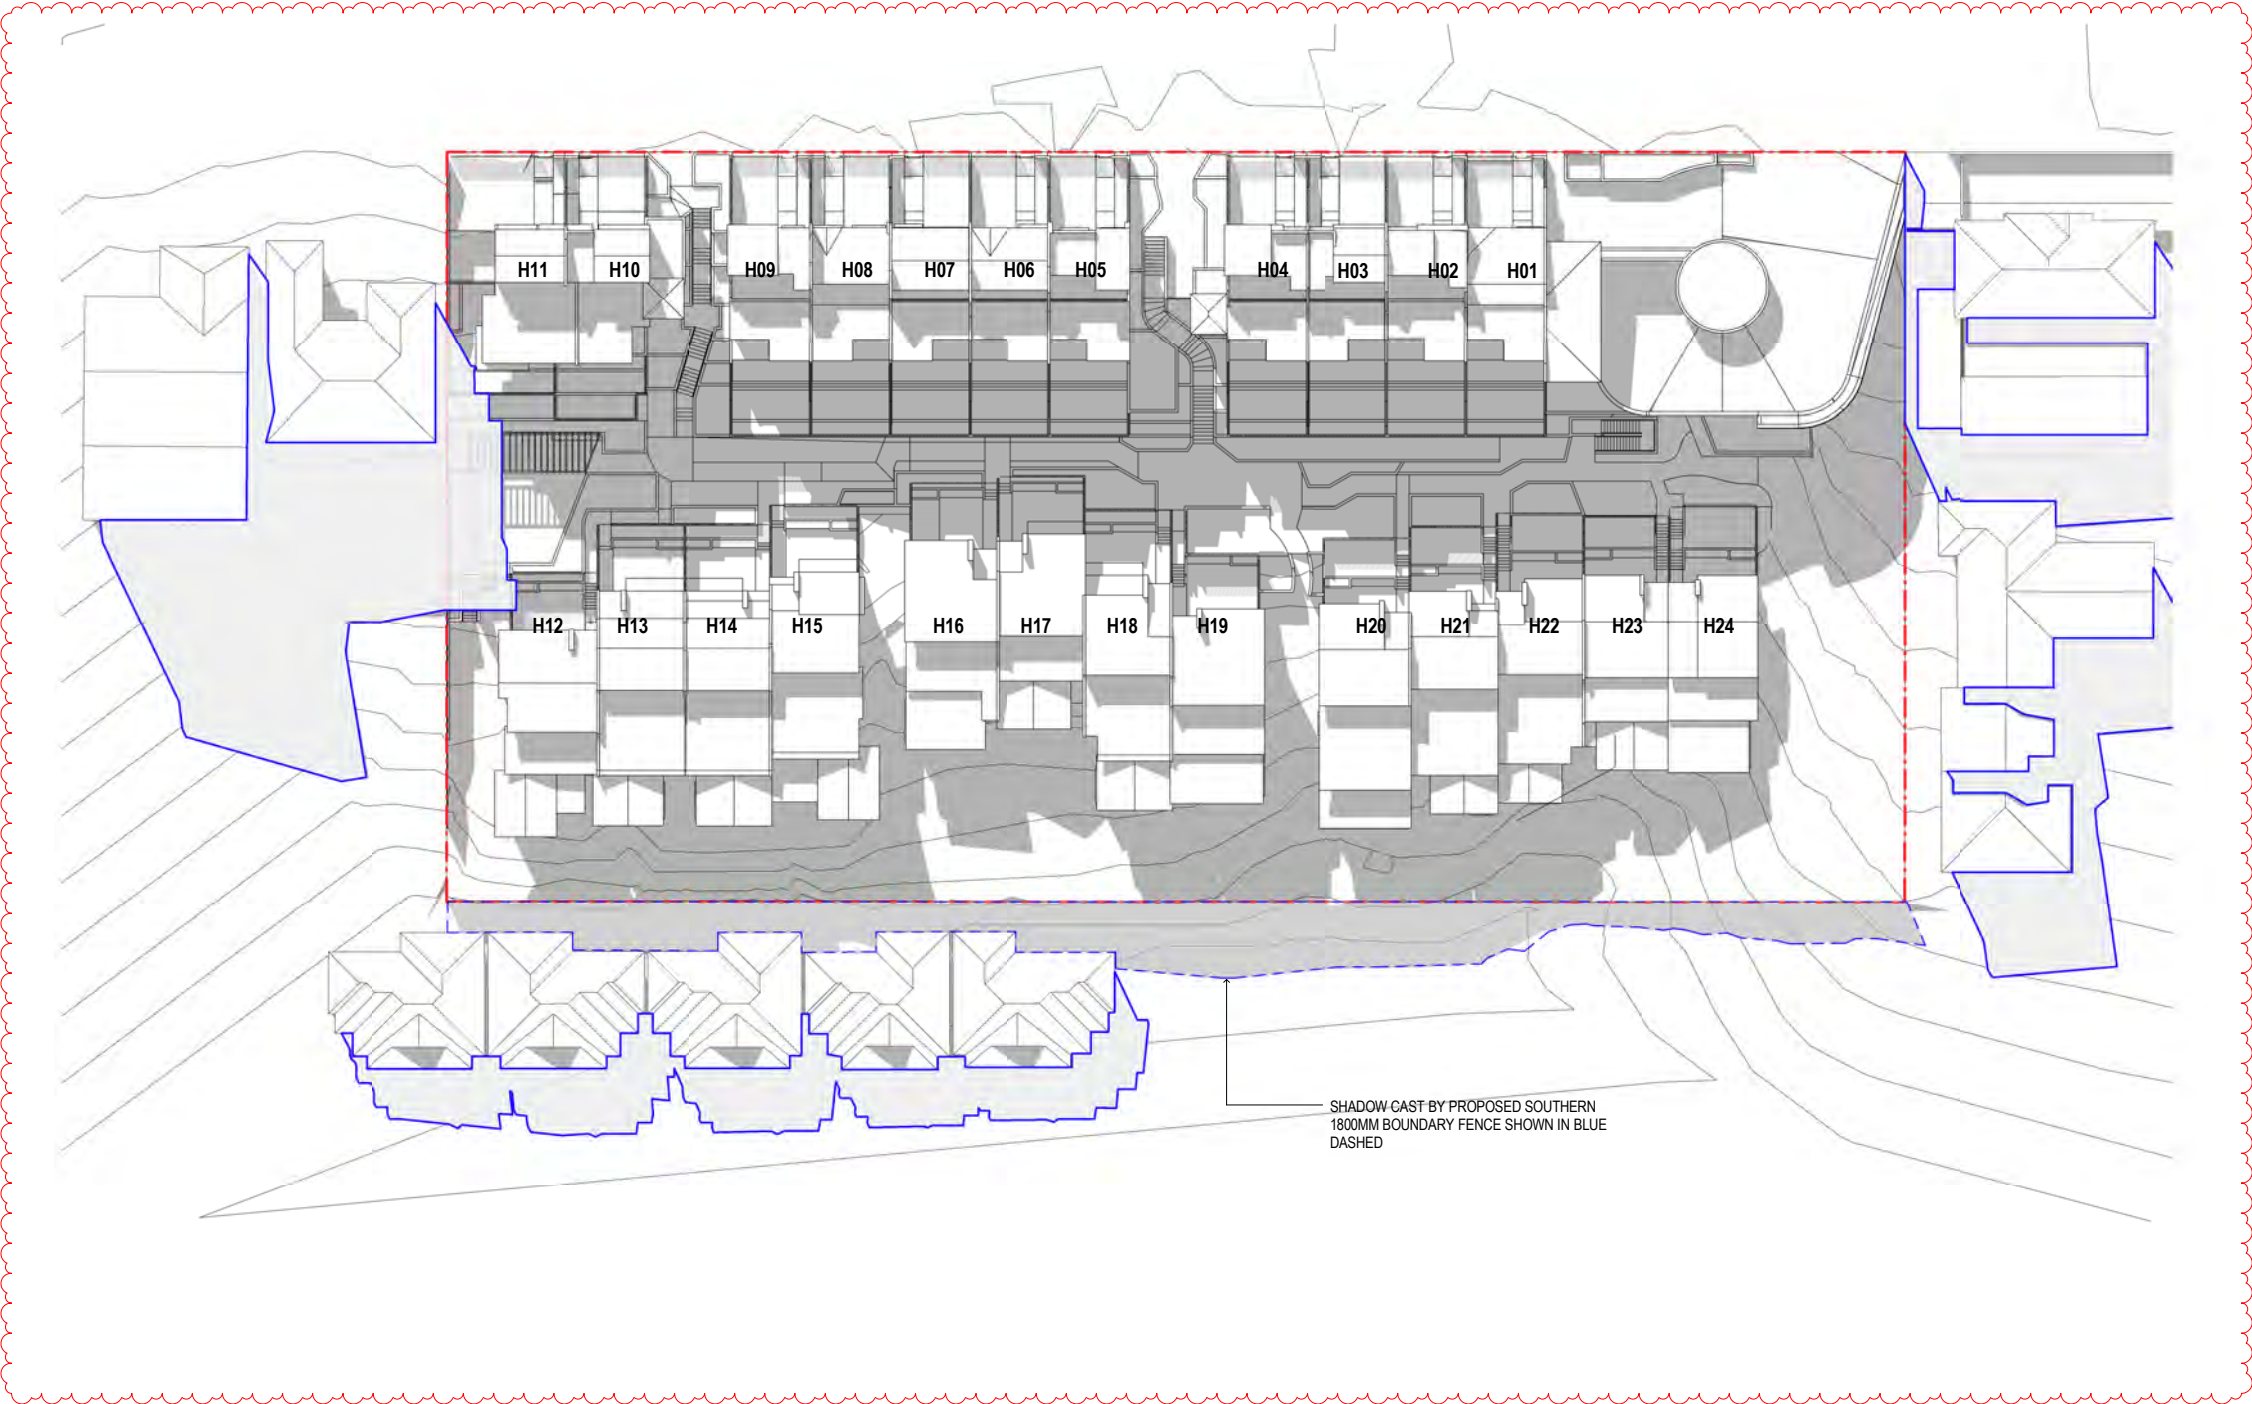 H11
H10
H09
H08
H07
H06
H05
H04
H03
H02
H01
H12
H13
H14
H15
H16
H17
H18
H19
H20
H21
H22
H23
H24
SHADOW CAST BY PROPOSED SOUTHERN
1800MM BOUNDARY FENCE SHOWN IN BLUE
DASHED